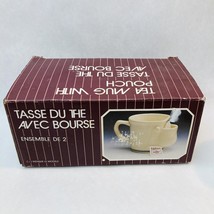 TEA MUG WITH
POUCH
TASSE DU THE
AVEC BOURSE
TASSE DU THE
AVEC BOURSE
ENSEMBLE DE 2